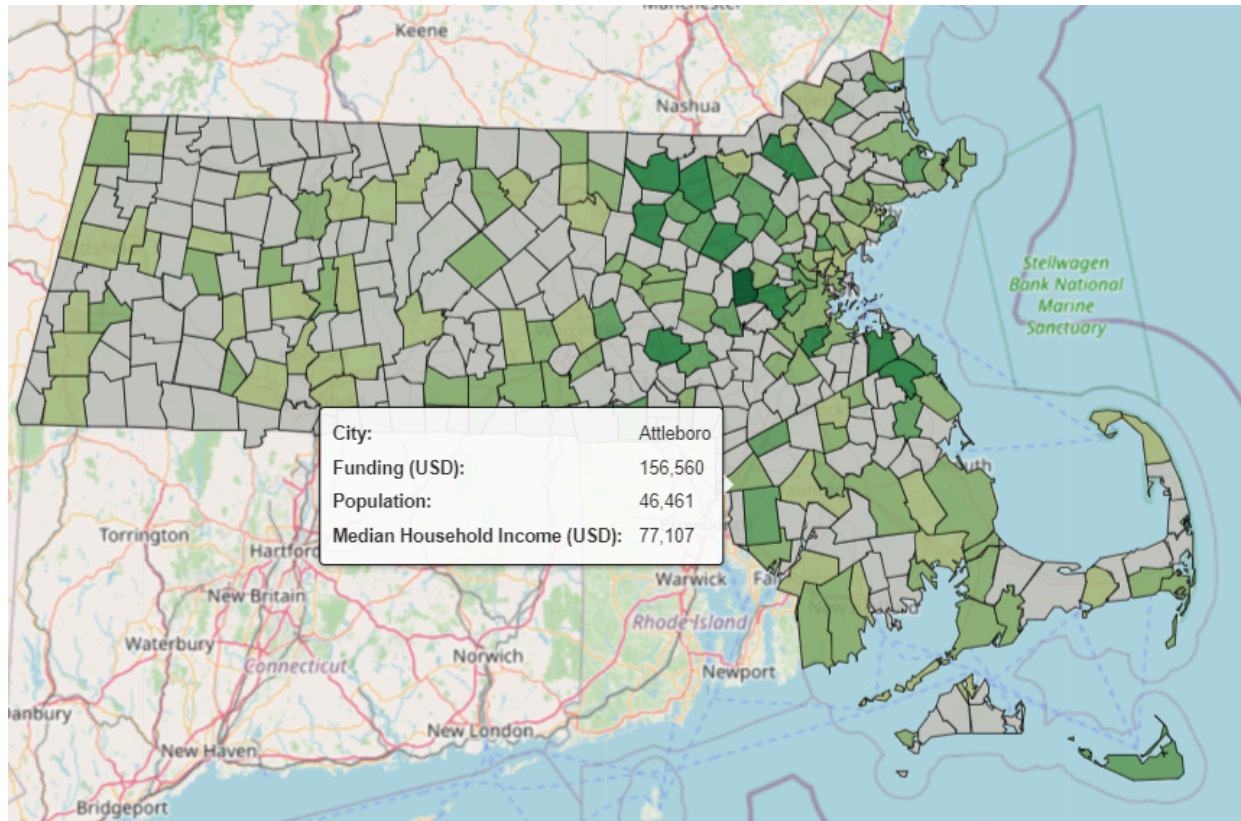 Keene
Nashua
Stellwagen
Bank National
Marine
Sanctuary
City: Attleboro
Funding (USD): 156,560
Population: 46,461
Median Household Income (USD): 77,107
Torrington
Hartford
New Britain
Waterbury
Connecticut
Norwich
Warwick
Rhode Island
Newport
Danbury
New London
New Haven
Bridgeport